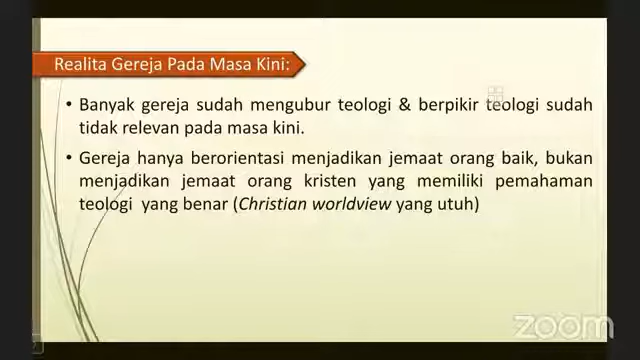 Realita Gereja Pada Masa Kini:
• Banyak gereja sudah mengubur teologi & berpikir teologi sudah
tidak relevan pada masa kini.
• Gereja hanya berorientasi menjadikan jemaat orang baik, bukan
menjadikan jemaat orang kristen yang memiliki pemahaman
teologi yang benar (Christian worldview yang utuh)
zoom